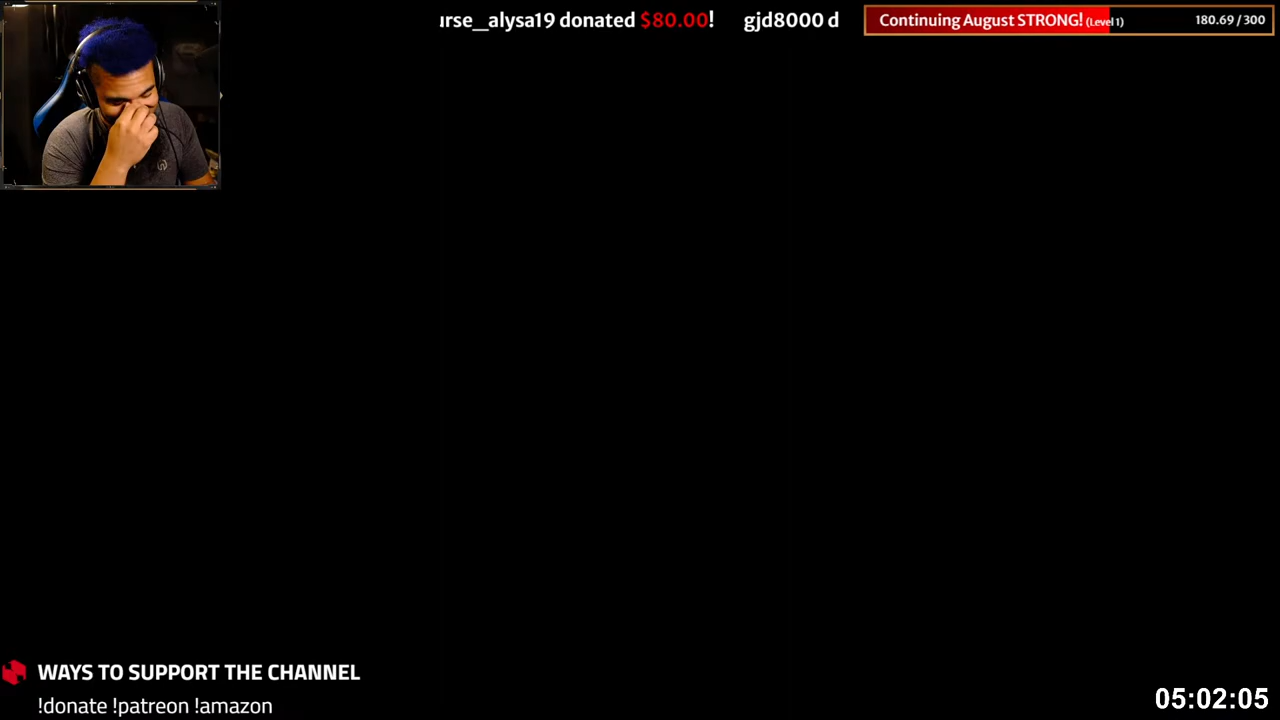 urse__alysa19 donated $80.00! gjd8000 d
Continuing August STRONG! (Level 1) 180.69 / 300
WAYS TO SUPPORT THE CHANNEL
!donate !patreon !amazon
05:02:05